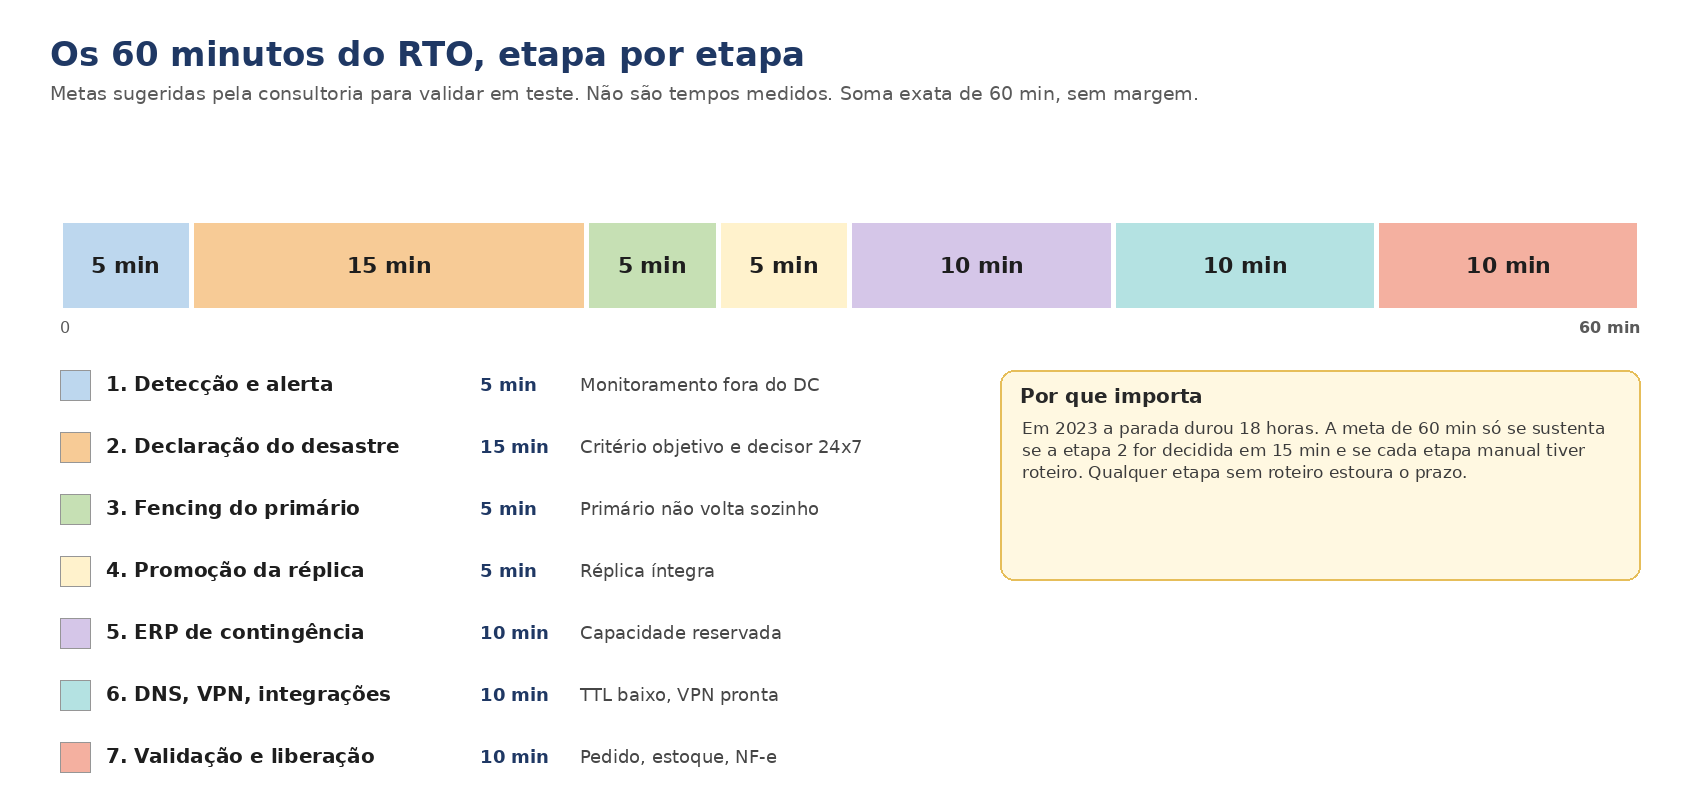 Os 60 minutos do RTO, etapa por etapa
Metas sugeridas pela consultoria para validar em teste. Não são tempos medidos. Soma exata de 60 min, sem margem.
5 min
15 min
5 min
5 min
10 min
10 min
10 min
0
60 min
1. Detecção e alerta 5 min Monitoramento fora do DC
2. Declaração do desastre 15 min Critério objetivo e decisor 24x7
3. Fencing do primário 5 min Primário não volta sozinho
4. Promoção da réplica 5 min Réplica íntegra
5. ERP de contingência 10 min Capacidade reservada
6. DNS, VPN, integrações 10 min TTL baixo, VPN pronta
7. Validação e liberação 10 min Pedido, estoque, NF-e
Por que importa
Em 2023 a parada durou 18 horas. A meta de 60 min só se sustenta
se a etapa 2 for decidida em 15 min e se cada etapa manual tiver
roteiro. Qualquer etapa sem roteiro estoura o prazo.